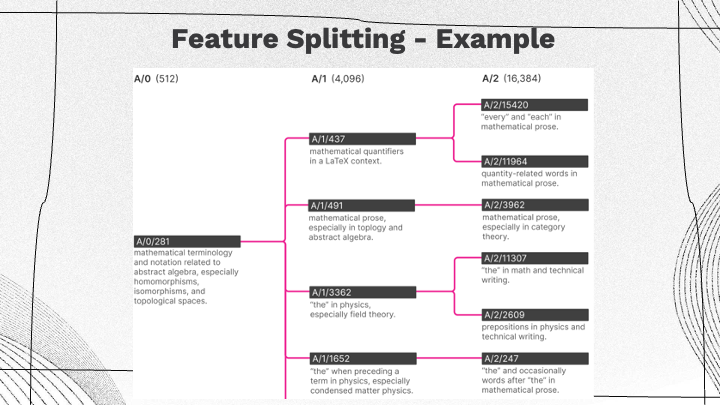 Feature Splitting - Example
A/0 (512)
A/1 (4,096)
A/2 (16,384)
A/0/281
mathematical terminology
and notation related to
abstract algebra, especially
homomorphisms,
isomorphisms, and
topological spaces.
A/1/437
mathematical quantifiers
in a LaTeX context.
A/1/491
mathematical prose,
especially in toplogy and
abstract algebra.
A/1/3362
"the" in physics,
especially field theory.
A/1/1652
"the" when preceding a
term in physics, especially
condensed matter physics.
A/2/15420
"every" and "each" in
mathematical prose.
A/2/11964
quantity-related words in
mathematical prose.
A/2/3962
mathematical prose,
especially in category
theory.
A/2/11307
"the" in math and technical
writing.
A/2/2609
prepositions in physics and
technical writing.
A/2/247
"the" and occasionally
words after "the" in
mathematical prose.